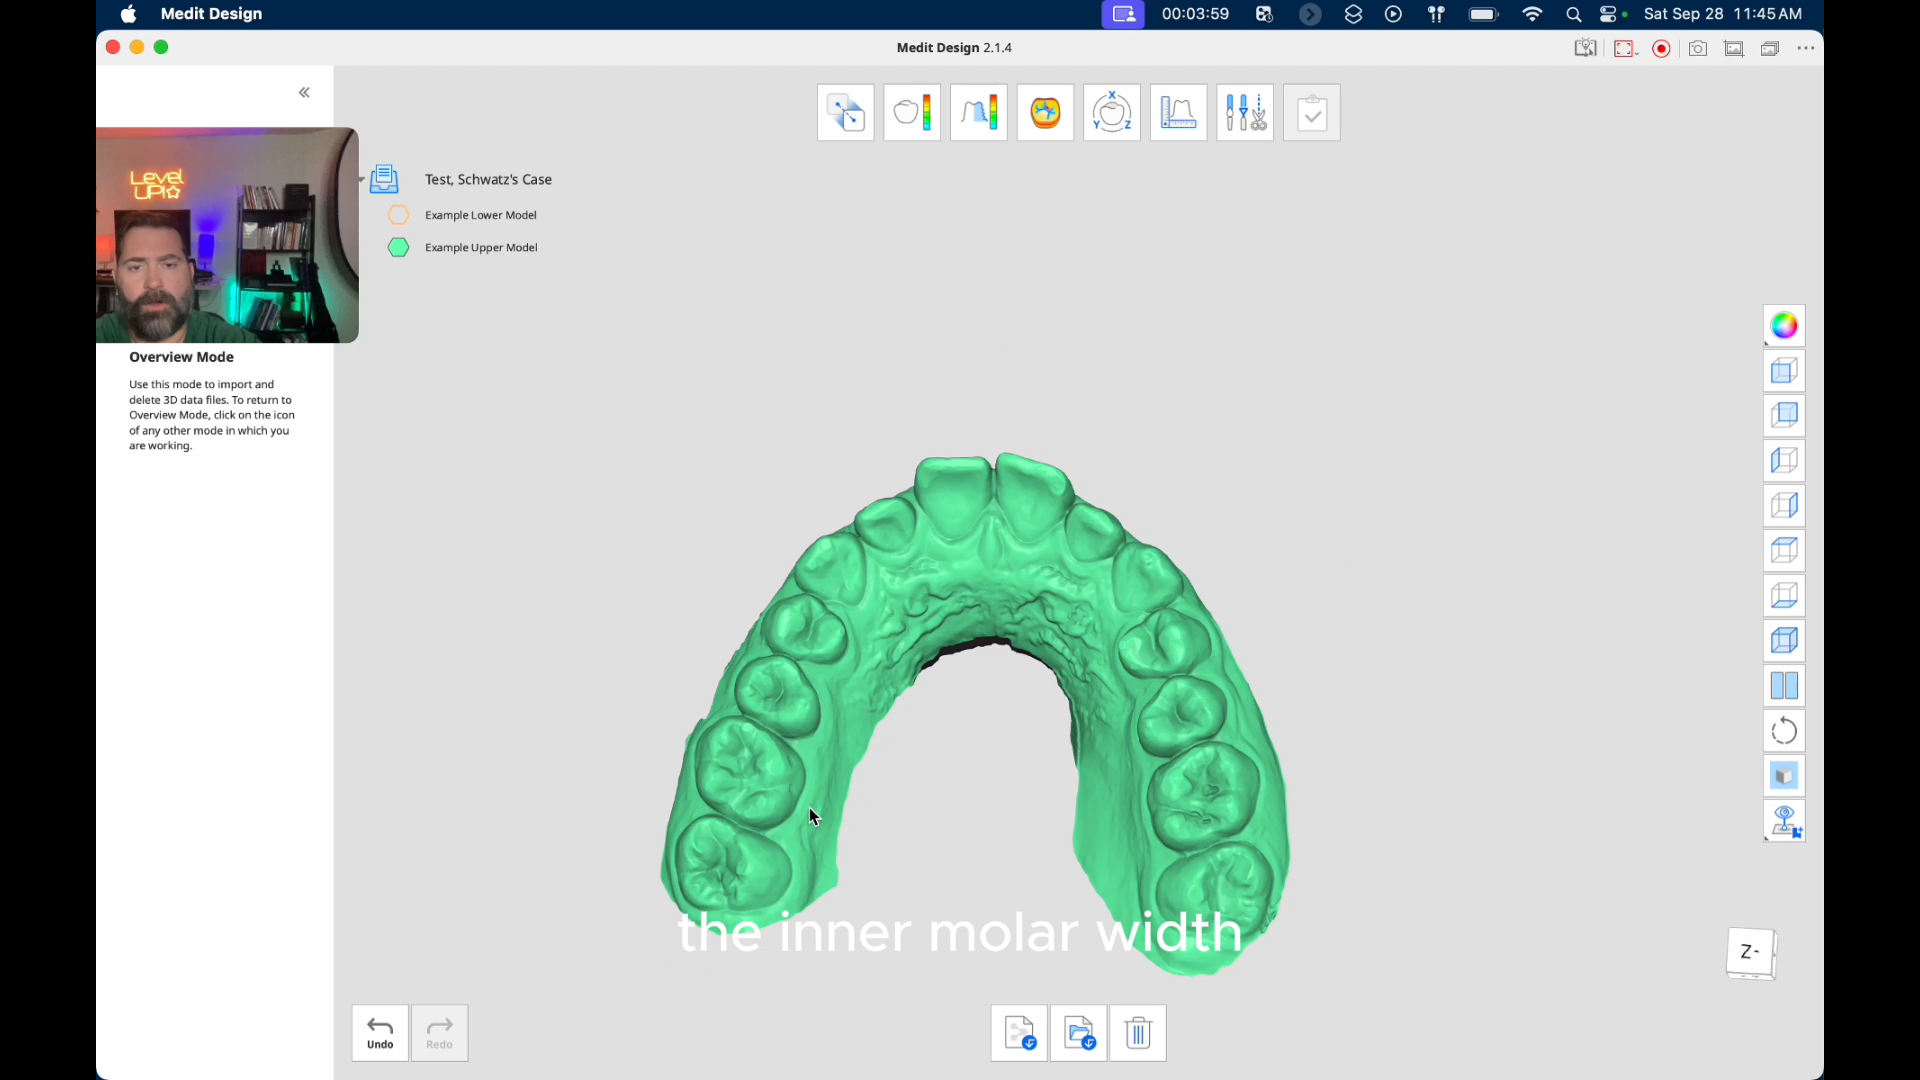 Medit Design
00:03:59
Sat Sep 28 11:45 AM
Medit Design 2.1.4
Level
UP!
X
Y Z
Test, Schwatz's Case
Example Lower Model
Example Upper Model
Overview Mode
Use this mode to import and
delete 3D data files. To return to
Overview Mode, click on the icon
of any other mode in which you
are working.
the inner molar width
Z-
Undo
Redo